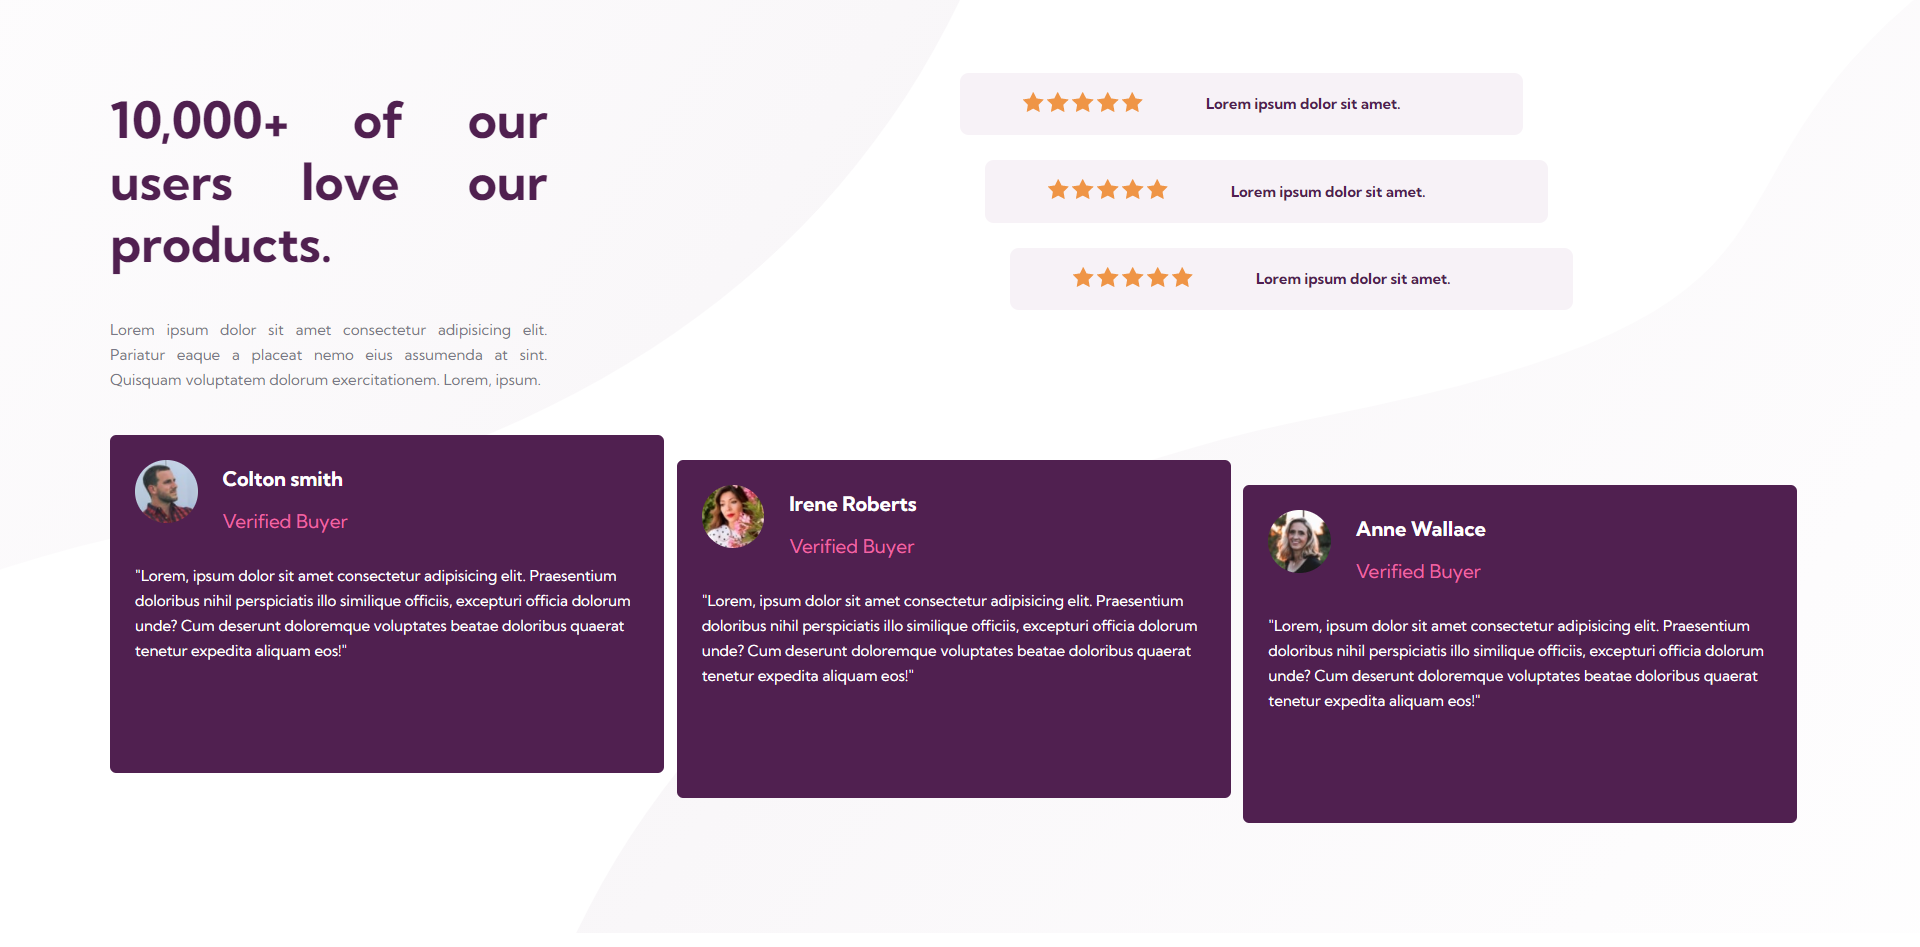 10,000+ of our
users love our
products.
Lorem ipsum dolor sit amet consectetur adipisicing elit.
Pariatur eaque a placeat nemo eius assumenda at sint.
Quisquam voluptatem dolorum exercitationem. Lorem, ipsum.
Lorem ipsum dolor sit amet.
Lorem ipsum dolor sit amet.
Lorem ipsum dolor sit amet.
Colton smith
Verified Buyer
"Lorem, ipsum dolor sit amet consectetur adipisicing elit. Praesentium
doloribus nihil perspiciatis illo similique officiis, excepturi officia dolorum
unde? Cum deserunt doloremque voluptates beatae doloribus quaerat
tenetur expedita aliquam eos!"
Irene Roberts
Verified Buyer
"Lorem, ipsum dolor sit amet consectetur adipisicing elit. Praesentium
doloribus nihil perspiciatis illo similique officiis, excepturi officia dolorum
unde? Cum deserunt doloremque voluptates beatae doloribus quaerat
tenetur expedita aliquam eos!"
Anne Wallace
Verified Buyer
"Lorem, ipsum dolor sit amet consectetur adipisicing elit. Praesentium
doloribus nihil perspiciatis illo similique officiis, excepturi officia dolorum
unde? Cum deserunt doloremque voluptates beatae doloribus quaerat
tenetur expedita aliquam eos!"